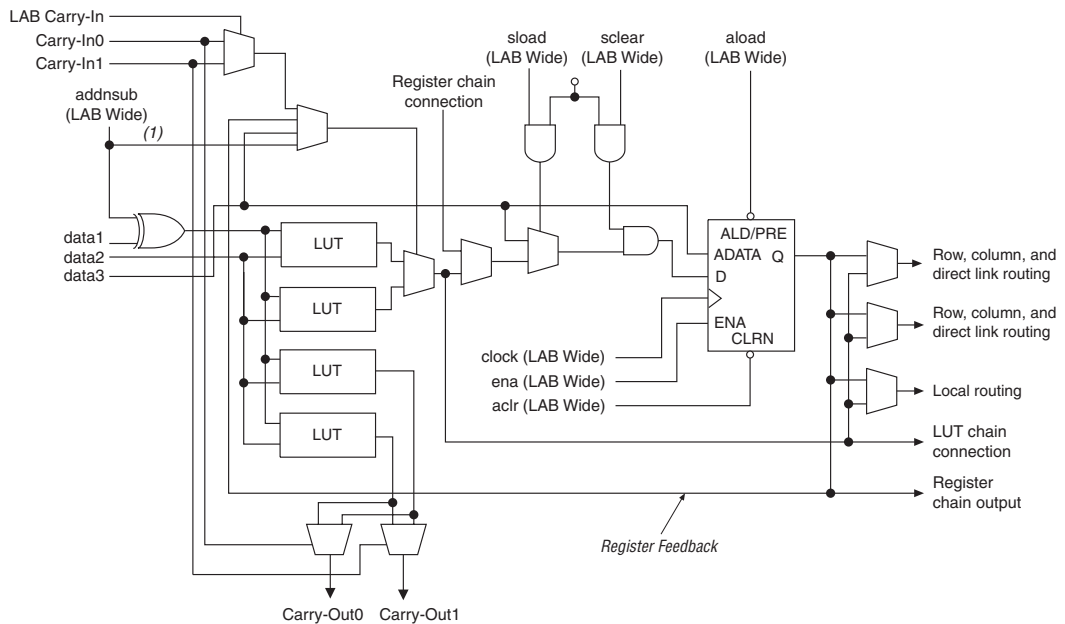 LAB Carry-In
Carry-In0
Carry-In1
addnsub
(LAB Wide)
(1)
Register chain
connection
sload
(LAB Wide)
sclear
(LAB Wide)
aload
(LAB Wide)
data1
data2
data3
LUT
LUT
LUT
LUT
ALD/PRE
ADATA
Q
D
ENA
CLRN
clock (LAB Wide)
ena (LAB Wide)
aclr (LAB Wide)
Row, column, and
direct link routing
Row, column, and
direct link routing
Local routing
LUT chain
connection
Register
chain output
Register Feedback
Carry-Out0
Carry-Out1